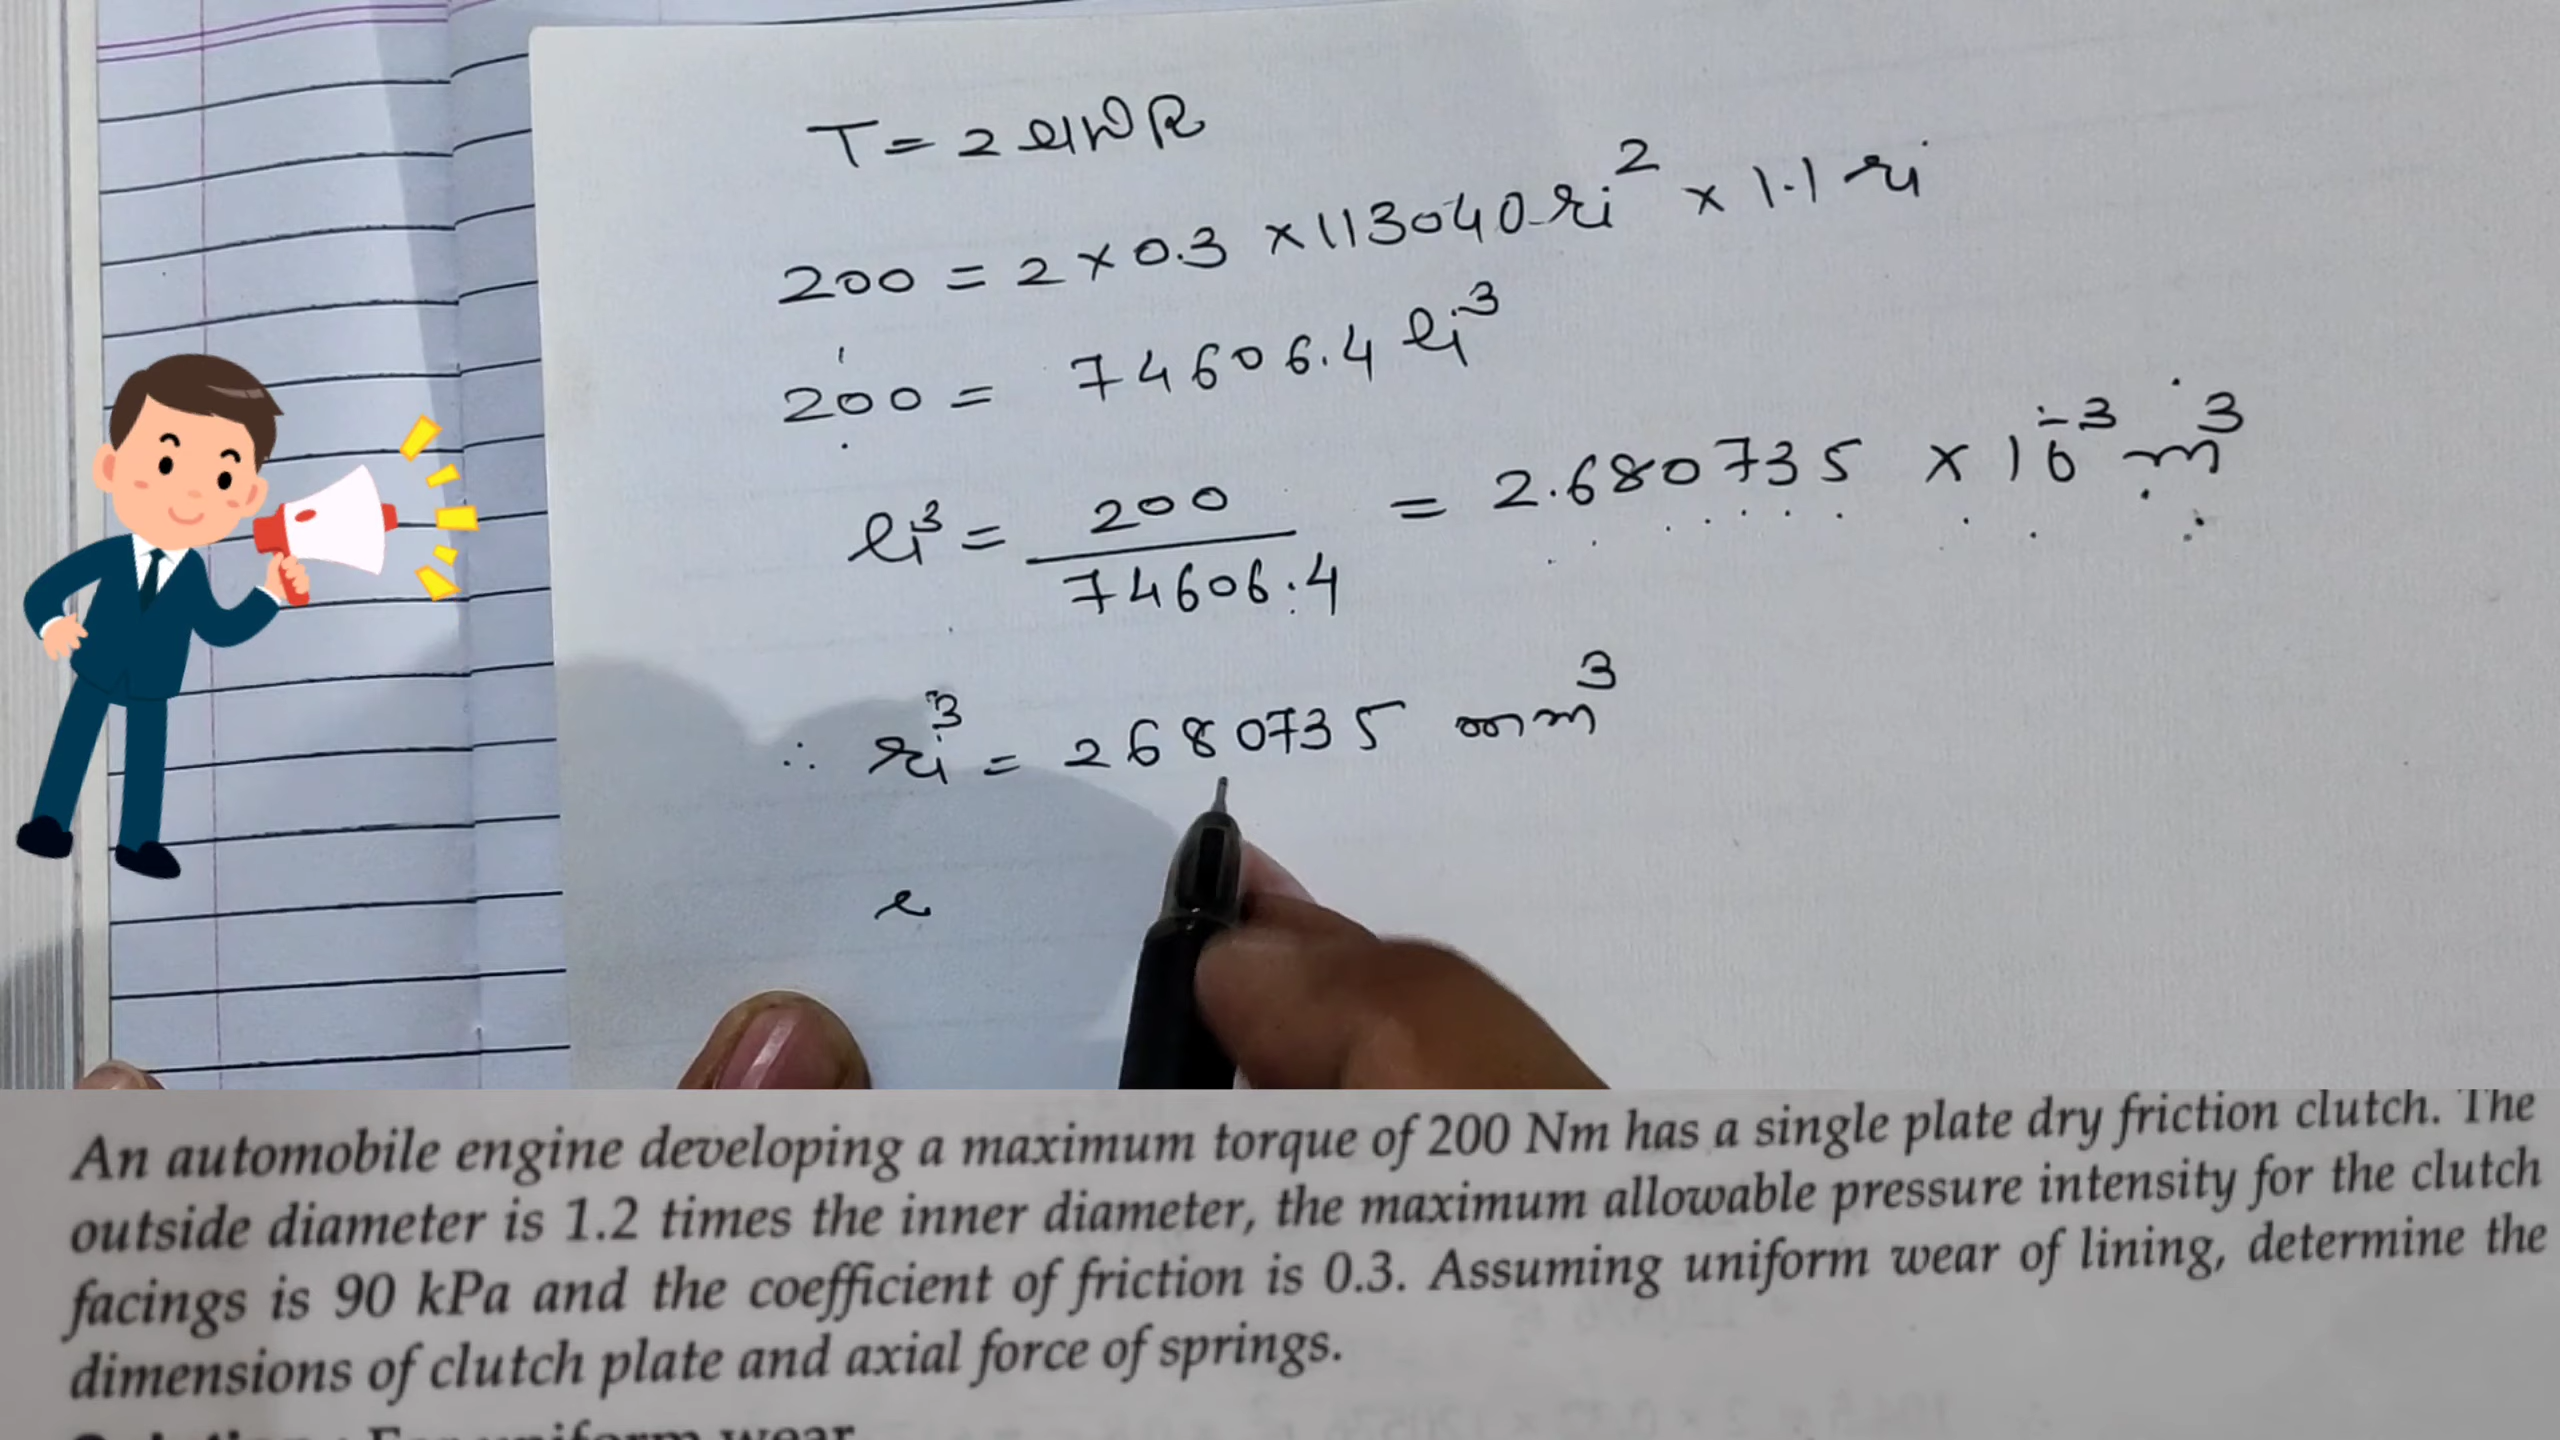 T = 2μWR
200 = 2 × 0.3 × 113040 ri² × 1.1 ri
200 = 74606.4 ri³
ri³ = 200 / 74606.4 = 2.680735 × 10⁻³ m³
∴ ri³ = 2680735 mm³
r
An automobile engine developing a maximum torque of 200 Nm has a single plate dry friction clutch. The
outside diameter is 1.2 times the inner diameter, the maximum allowable pressure intensity for the clutch
facings is 90 kPa and the coefficient of friction is 0.3. Assuming uniform wear of lining, determine the
dimensions of clutch plate and axial force of springs.
: For uniform wear